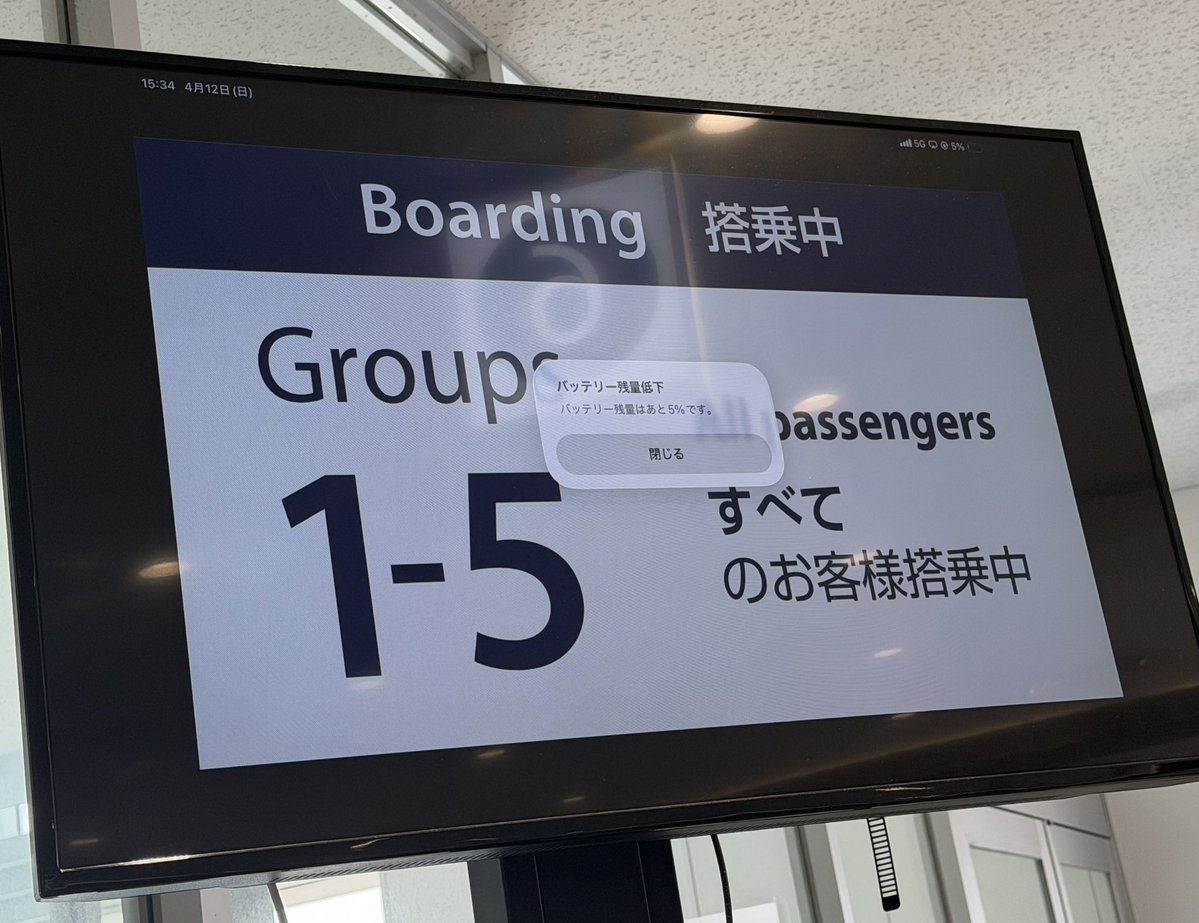 15:34 4月12日(日)
5G 5%
Boarding 搭乗中
Groups
1-5
バッテリー残量低下
バッテリー残量はあと5%です。
閉じる
All passengers
すべて
のお客様搭乗中
6